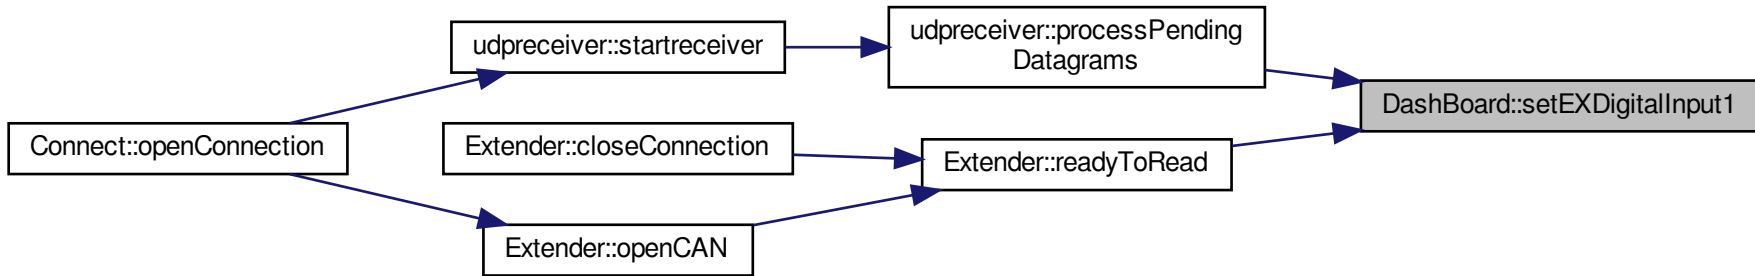 udpreceiver::processPending
Datagrams
udpreceiver::startreceiver
DashBoard::setEXDigitalInput1
Connect::openConnection
Extender::closeConnection
Extender::readyToRead
Extender::openCAN